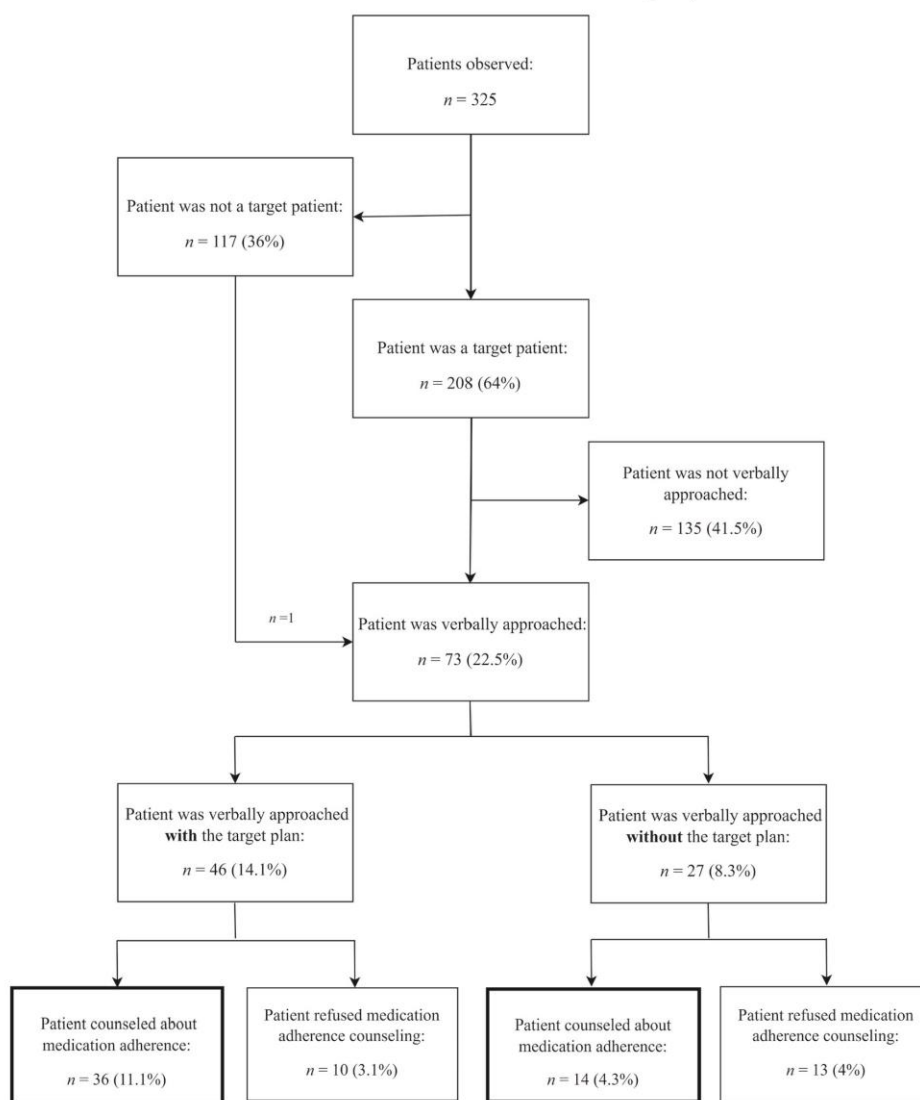 Patients observed:
n = 325
Patient was not a target patient:
n = 117 (36%)
Patient was a target patient:
n = 208 (64%)
Patient was not verbally
approached:
n = 135 (41.5%)
n =1
Patient was verbally approached:
n = 73 (22.5%)
Patient was verbally approached
with the target plan:
n = 46 (14.1%)
Patient was verbally approached
without the target plan:
n = 27 (8.3%)
Patient counseled about
medication adherence:
n = 36 (11.1%)
Patient refused medication
adherence counseling:
n = 10 (3.1%)
Patient counseled about
medication adherence:
n = 14 (4.3%)
Patient refused medication
adherence counseling:
n = 13 (4%)